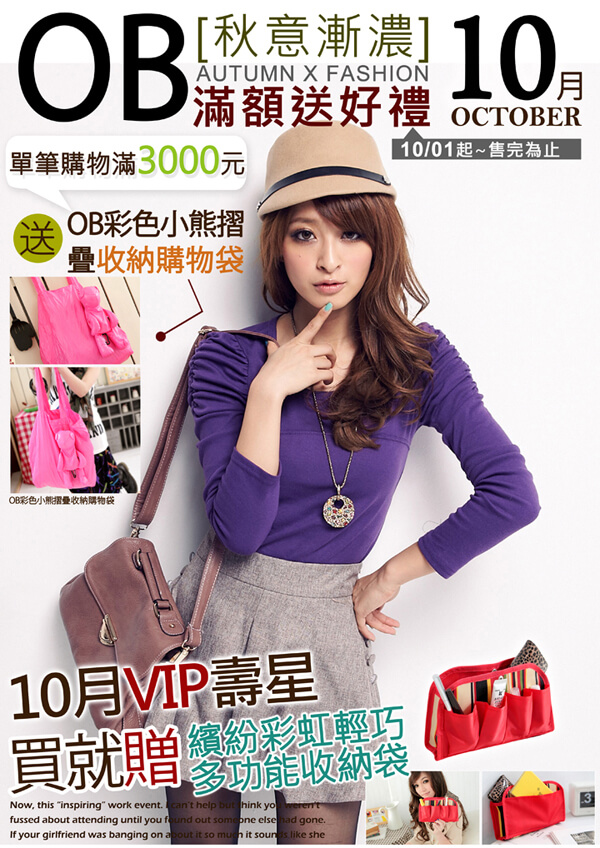 OB
[秋意漸濃]
AUTUMN X FASHION
滿額送好禮
10月
OCTOBER
10/01起~售完為止
單筆購物滿3000元
送
OB彩色小熊摺
疊收納購物袋
OB彩色小熊摺疊收納購物袋
10月VIP壽星
買就贈
繽紛彩虹輕巧
多功能收納袋
Now, this "inspiring" work event. I can't help but think you weren't
fussed about attending until you found out someone else had gone.
If your girlfriend was banging on about it so much it sounds like she